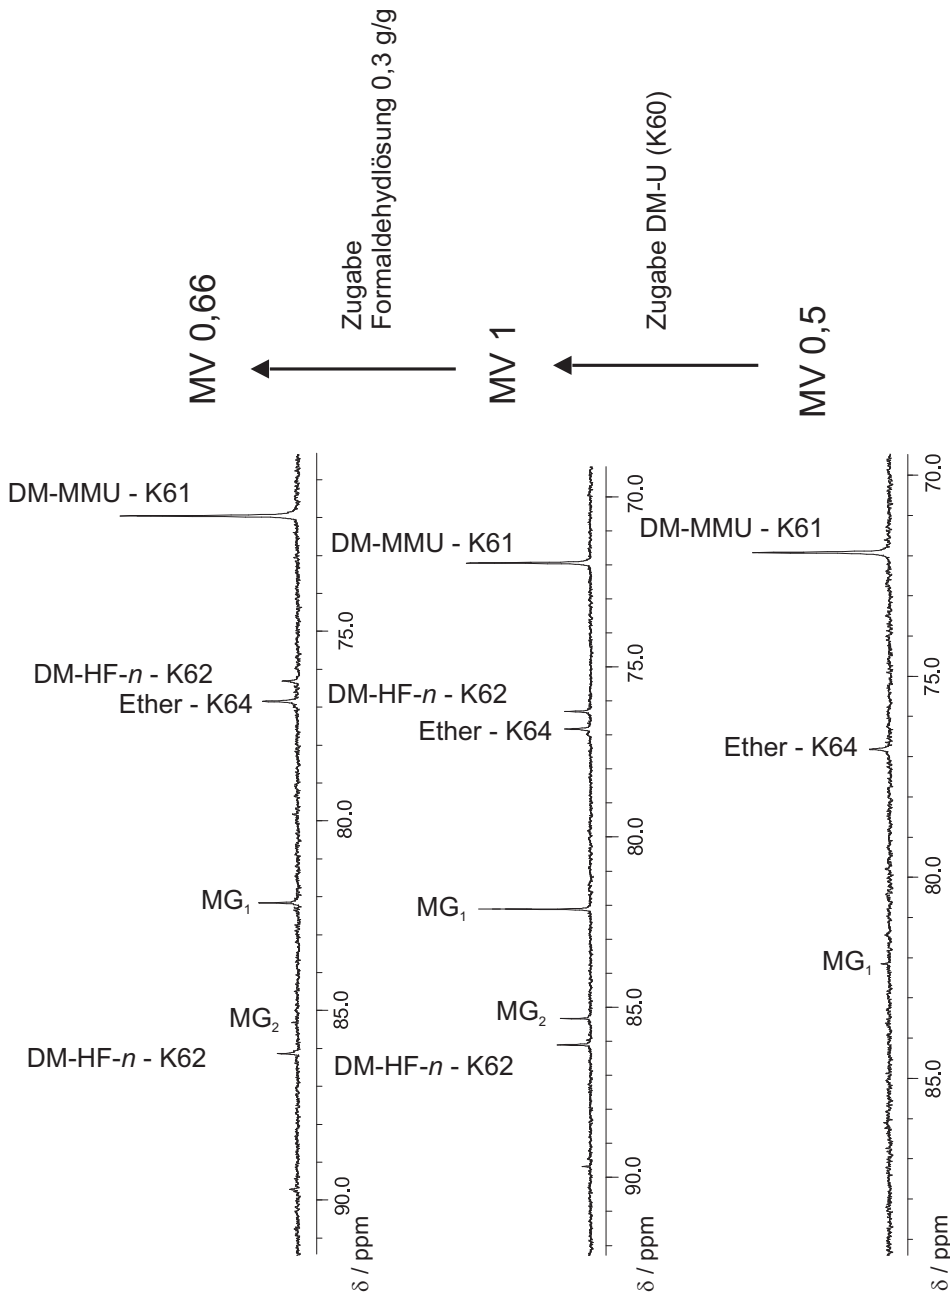 MV 0,66
Zugabe
Formaldehydlösung 0,3 g/g
MV 1
Zugabe DM-U (K60)
MV 0,5
DM-MMU - K61
DM-HF-n - K62
Ether - K64
MG₁
MG₂
DM-HF-n - K62
75.0
80.0
85.0
90.0
δ / ppm
DM-MMU - K61
DM-HF-n - K62
Ether - K64
MG₁
MG₂
DM-HF-n - K62
70.0
75.0
80.0
85.0
90.0
δ / ppm
DM-MMU - K61
Ether - K64
MG₁
70.0
75.0
80.0
85.0
δ / ppm